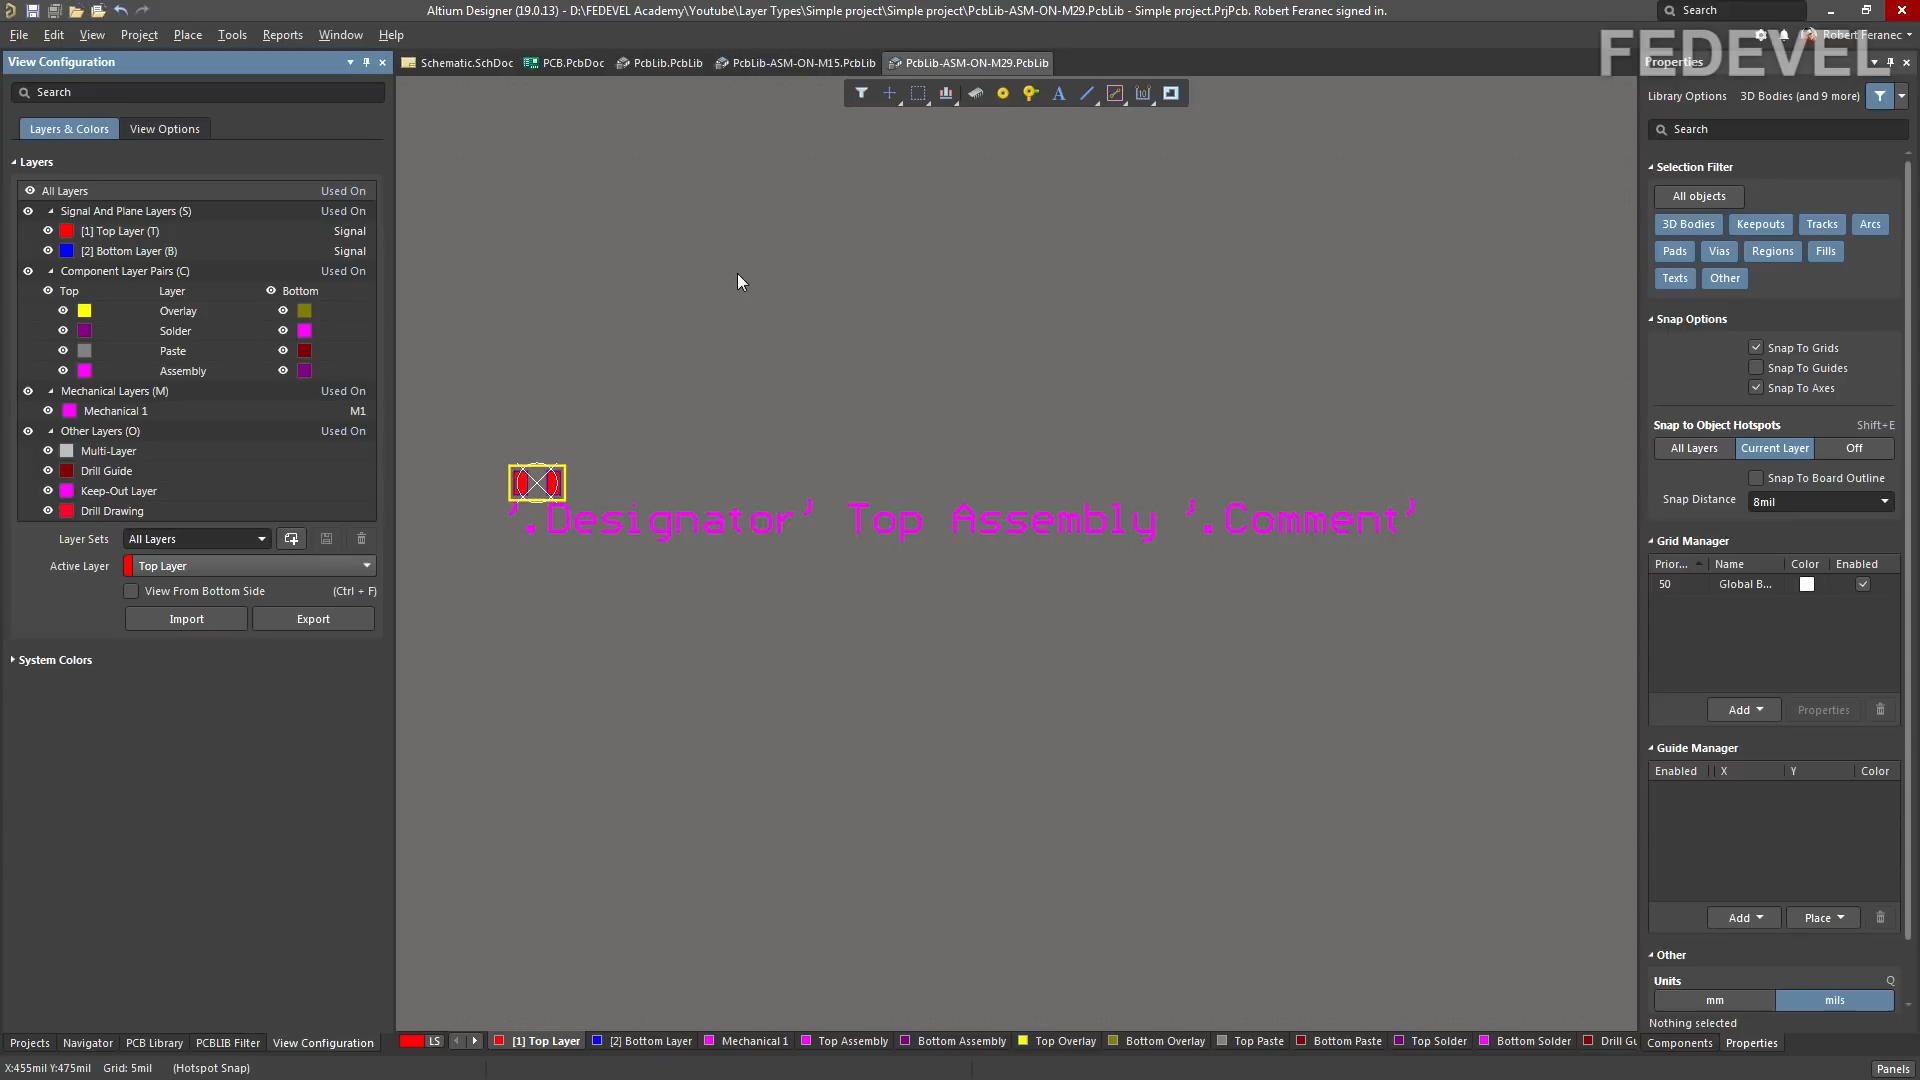 Altium Designer (19.0.13) - D:\FEDEVEL Academy\Youtube\Layer Types\Simple project\Simple project\PcbLib-ASM-ON-M29.PcbLib - Simple project.PrjPcb. Robert Feranec signed in.
Search
File Edit View Project Place Tools Reports Window Help
Robert Feranec
FEDEVEL
View Configuration
Schematic.SchDoc PCB.PcbDoc PcbLib.PcbLib PcbLib-ASM-ON-M15.PcbLib PcbLib-ASM-ON-M29.PcbLib
Properties
Search
Library Options 3D Bodies (and 9 more)
Layers & Colors View Options
Search
Layers
Selection Filter
All Layers Used On
All objects
Signal And Plane Layers (S) Used On
3D Bodies Keepouts Tracks Arcs
[1] Top Layer (T) Signal
[2] Bottom Layer (B) Signal
Pads Vias Regions Fills
Component Layer Pairs (C) Used On
Texts Other
Top Layer Bottom
Overlay
Snap Options
Solder
Snap To Grids
Paste
Snap To Guides
Assembly
Snap To Axes
Mechanical Layers (M) Used On
Mechanical 1 M1
Snap to Object Hotspots Shift+E
Other Layers (O) Used On
All Layers Current Layer Off
Multi-Layer
Drill Guide
Snap To Board Outline
Keep-Out Layer
Snap Distance 8mil
Drill Drawing
'.Designator' Top Assembly '.Comment'
Layer Sets All Layers
Grid Manager
Active Layer Top Layer
Prior... Name Color Enabled
50 Global B...
View From Bottom Side (Ctrl + F)
Import Export
System Colors
Add Properties
Guide Manager
Enabled X Y Color
Add Place
Other
Units Q
mm mils
Nothing selected
Projects Navigator PCB Library PCBLIB Filter View Configuration
LS [1] Top Layer [2] Bottom Layer Mechanical 1 Top Assembly Bottom Assembly Top Overlay Bottom Overlay Top Paste Bottom Paste Top Solder Bottom Solder Drill Gu
Components Properties
X:455mil Y:475mil Grid: 5mil (Hotspot Snap)
Panels